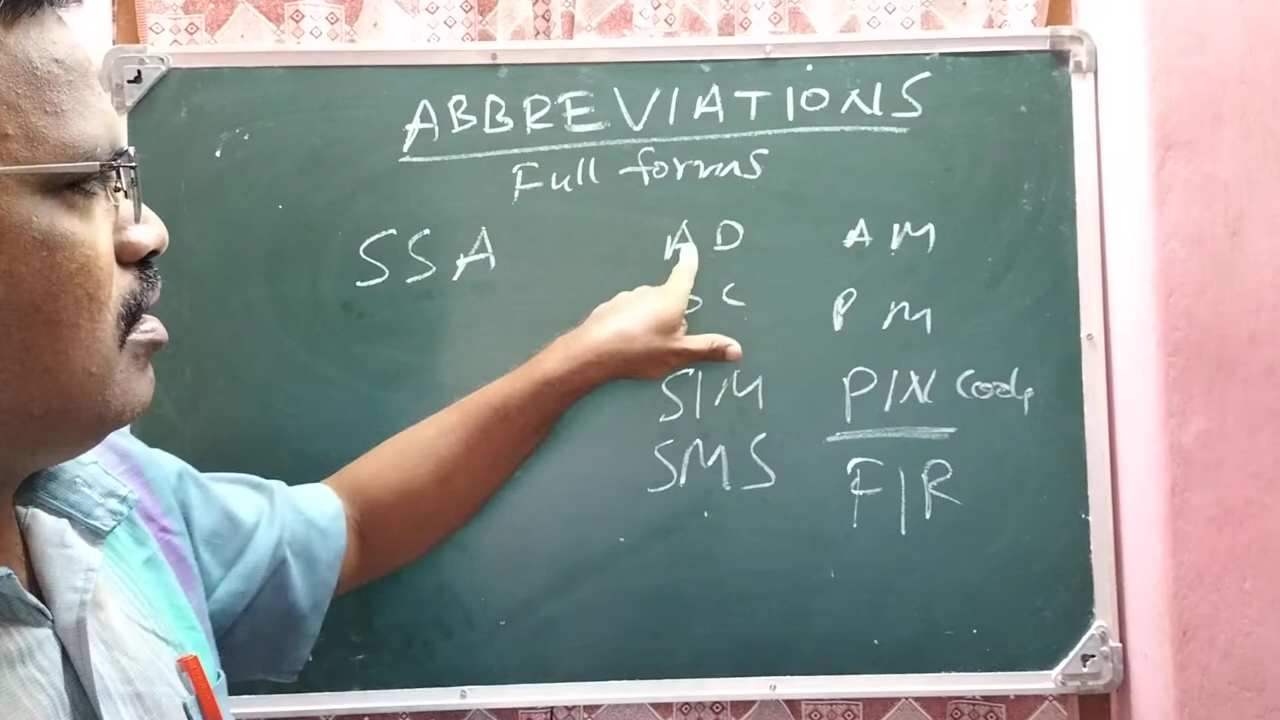 ABBREVIATIONS
Full forms
SSA
AD
AM
PM
SIM
PIN Code
SMS
FIR